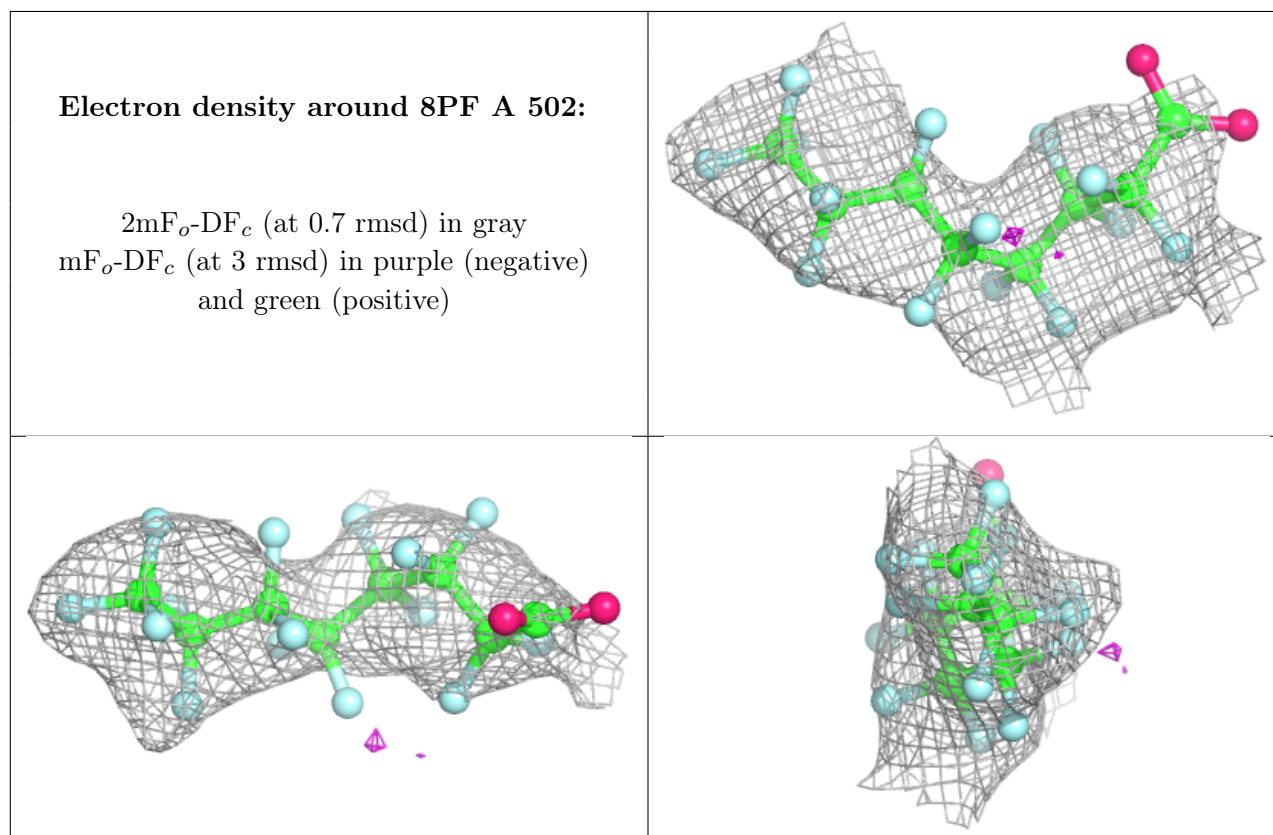 Electron density around 8PF A 502:
2mFₒ-DF𝒸 (at 0.7 rmsd) in gray
mFₒ-DF𝒸 (at 3 rmsd) in purple (negative)
and green (positive)